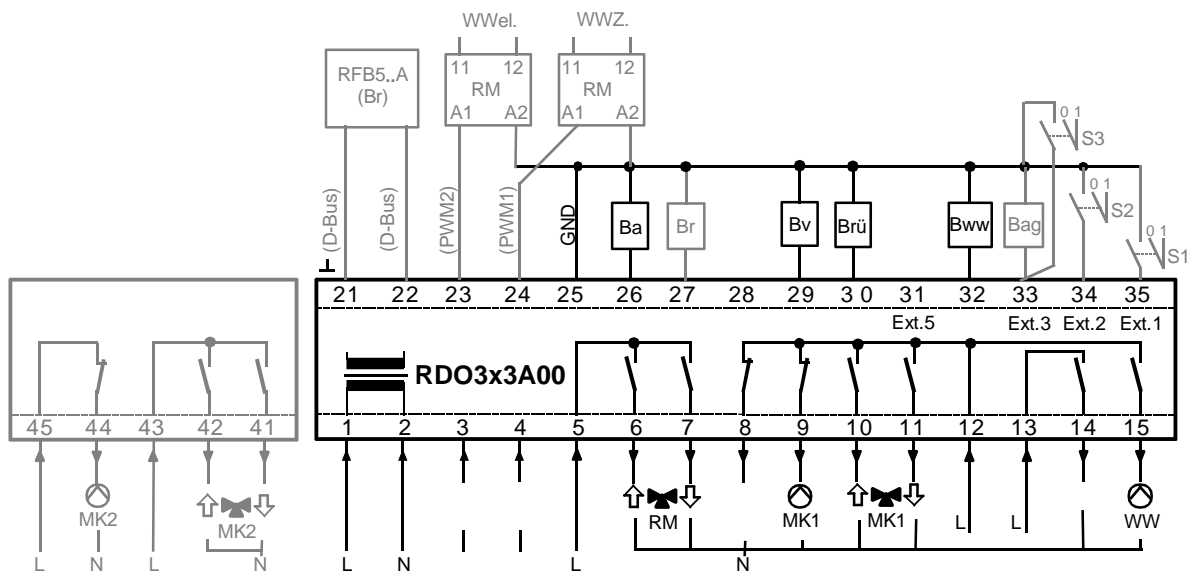 WWel. WWZ.
RFB5..A
(Br)
11 12
RM
A1 A2
11 12
RM
A1 A2
0 1
S3
0 1
S2
0 1
S1
(D-Bus) (D-Bus) (PWM2) (PWM1) GND Ba Br Bv Brü Bww Bag
21 22 23 24 25 26 27 28 29 3 0 31 32 33 34 35
Ext.5 Ext.3 Ext.2 Ext.1
RDO3x3A00
45 44 43 42 41 1 2 3 4 5 6 7 8 9 10 11 12 13 14 15
MK2 MK2 RM MK1 MK1 L L WW
L N L N L N L N